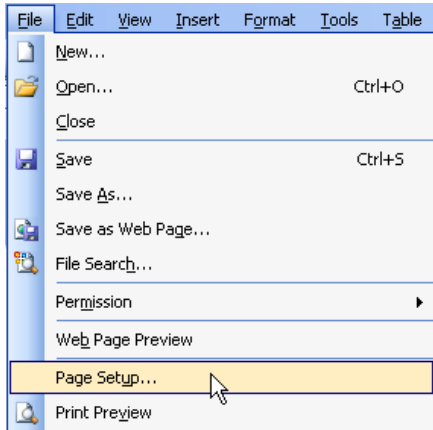 File Edit View Insert Format Tools Table
New...
Open... Ctrl+O
Close
Save Ctrl+S
Save As...
Save as Web Page...
File Search...
Permission
Web Page Preview
Page Setup...
Print Preview